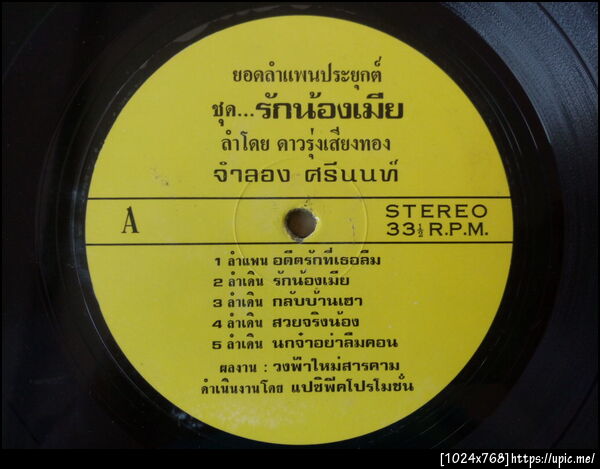 ยอดลำแพนประยุกต์
ชุด...รักน้องเมีย
ลำโดย ดาวรุ่งเสียงทอง
จำลอง ศรีนนท์
A
STEREO
33½ R.P.M.
1 ลำแพน อดีตรักที่เธอลืม
2 ลำเดิน รักน้องเมีย
3 ลำเดิน กลับบ้านเฮา
4 ลำเดิน สวยจริงน้อง
5 ลำเดิน นกจ๋าอย่าลืมคอน
ผลงาน : วงฟ้าใหม่สารคาม
ดำเนินงานโดย แปซิพีคโปรโมชั่น
[1024x768]https://upic.me/